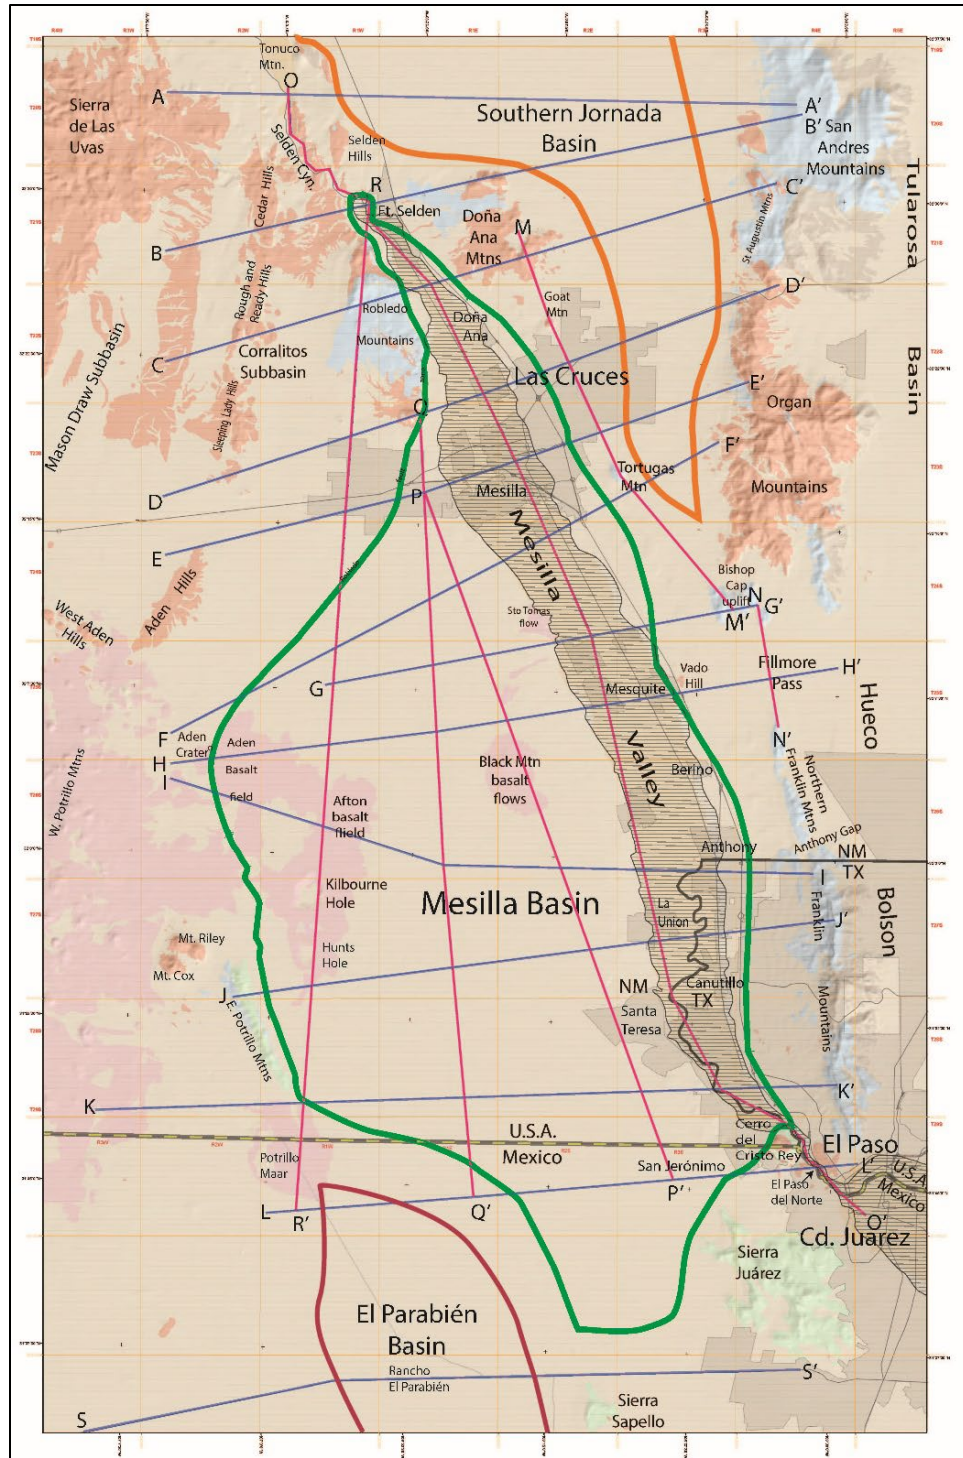 Tonuco
Mtn.
O
A
Sierra
de Las
Uvas
Southern Jornada
Basin
A'
B'
San
Andres
Mountains
Selden Cyn.
Selden
Hills
Tularosa
Basin
R
C'
Cedar Hills
Ft. Selden
Doña
Ana
Mtns
M
St Augustin Mtns
B
Rough and
Ready Hills
D'
Goat
Mtn
Robledo
Mountains
Doña
Ana
C
Corralitos
Subbasin
Mason Draw Subbasin
Las Cruces
E'
Organ
Mountains
Sleeping Lady Hills
Q
F'
Tortugas
Mtn
D
P
Mesilla
Mesilla
Valley
E
Aden Hills
West Aden
Hills
Bishop
Cap
uplift
N
G'
M'
Sto Tomas
flow
G
Mesquite
Vado
Hill
Fillmore
Pass
H'
Hueco
Bolson
F
Aden
Crater
Aden
Basalt
field
H
I
N'
Northern
Franklin Mtns
W. Potrillo Mtns
Black Mtn
basalt
flows
Berino
Afton
basalt
flield
Anthony
Anthony Gap
NM
TX
I
Kilbourne
Hole
Mesilla Basin
La
Union
Franklin
Mountains
J'
Mt. Riley
Mt. Cox
Hunts
Hole
J
E. Potrillo Mtns
NM
TX
Canutillo
Santa
Teresa
K
K'
Cerro
del
Cristo Rey
El Paso
U.S.A.
Mexico
Potrillo
Maar
San Jerónimo
El Paso
del Norte
L'
U.S.A.
Mexico
L
R'
Q'
P'
O'
Cd. Juarez
Sierra
Juárez
El Parabién
Basin
Rancho
El Parabién
S'
S
Sierra
Sapello